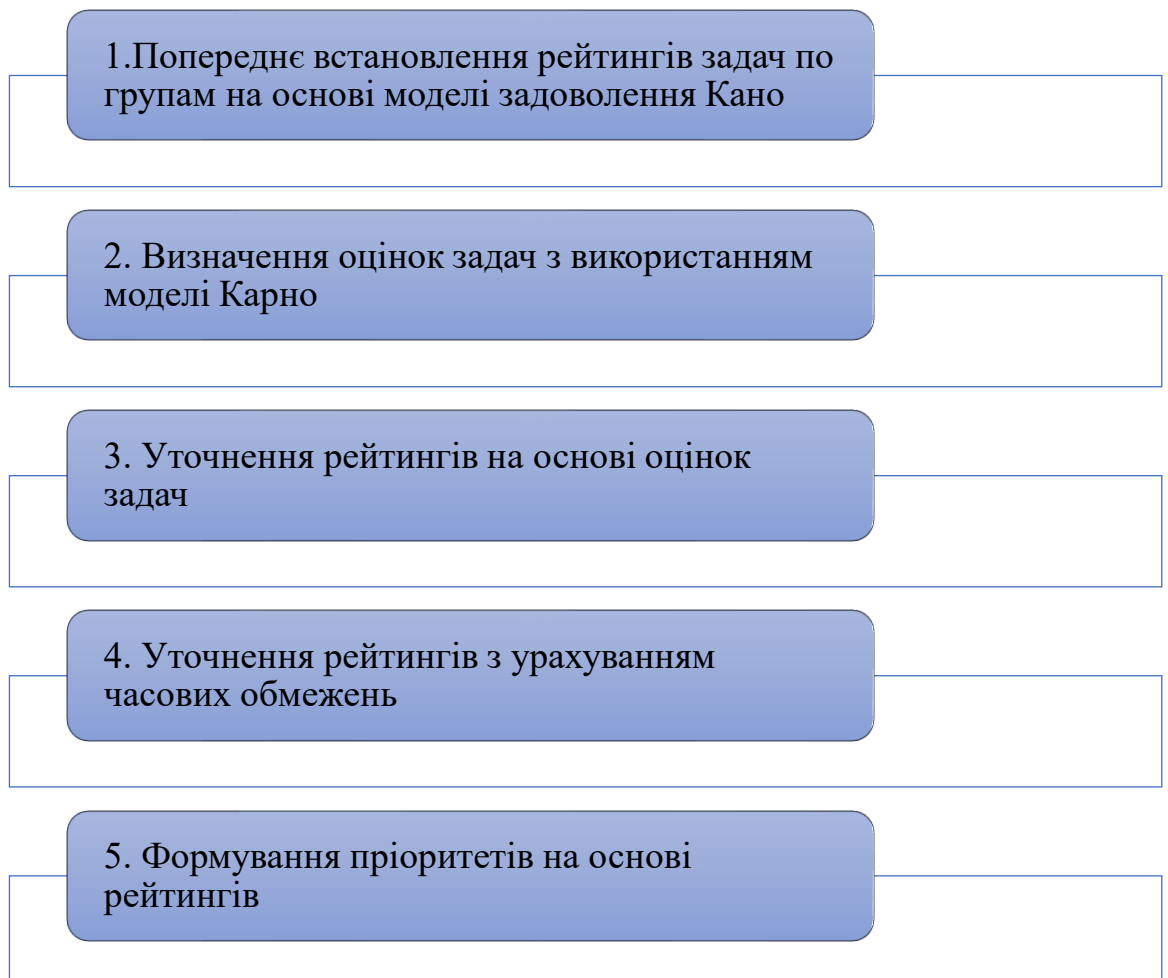 1.Попереднє встановлення рейтингів задач по
групам на основі моделі задоволення Кано
2. Визначення оцінок задач з використанням
моделі Карно
3. Уточнення рейтингів на основі оцінок
задач
4. Уточнення рейтингів з урахуванням
часових обмежень
5. Формування пріоритетів на основі
рейтингів